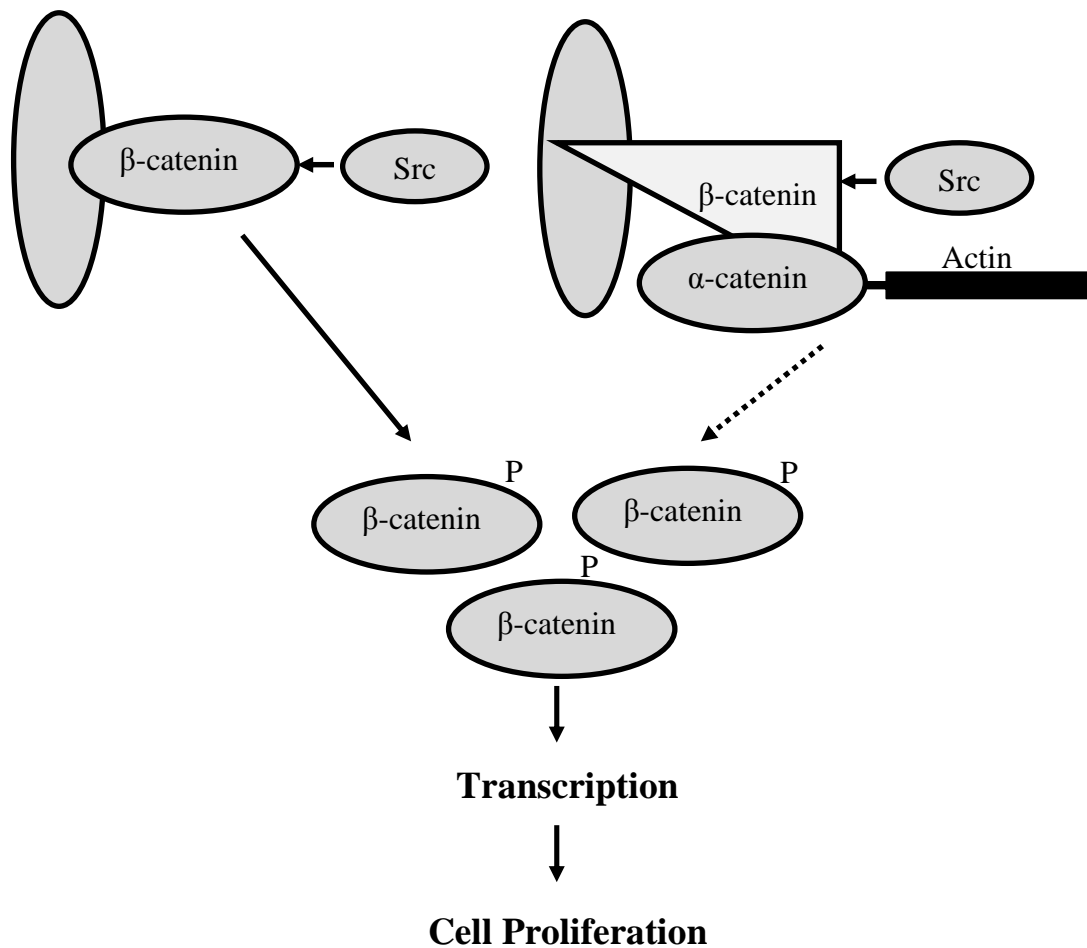 β-catenin
Src
β-catenin
Src
α-catenin
Actin
P
β-catenin
P
β-catenin
P
β-catenin
Transcription
Cell Proliferation